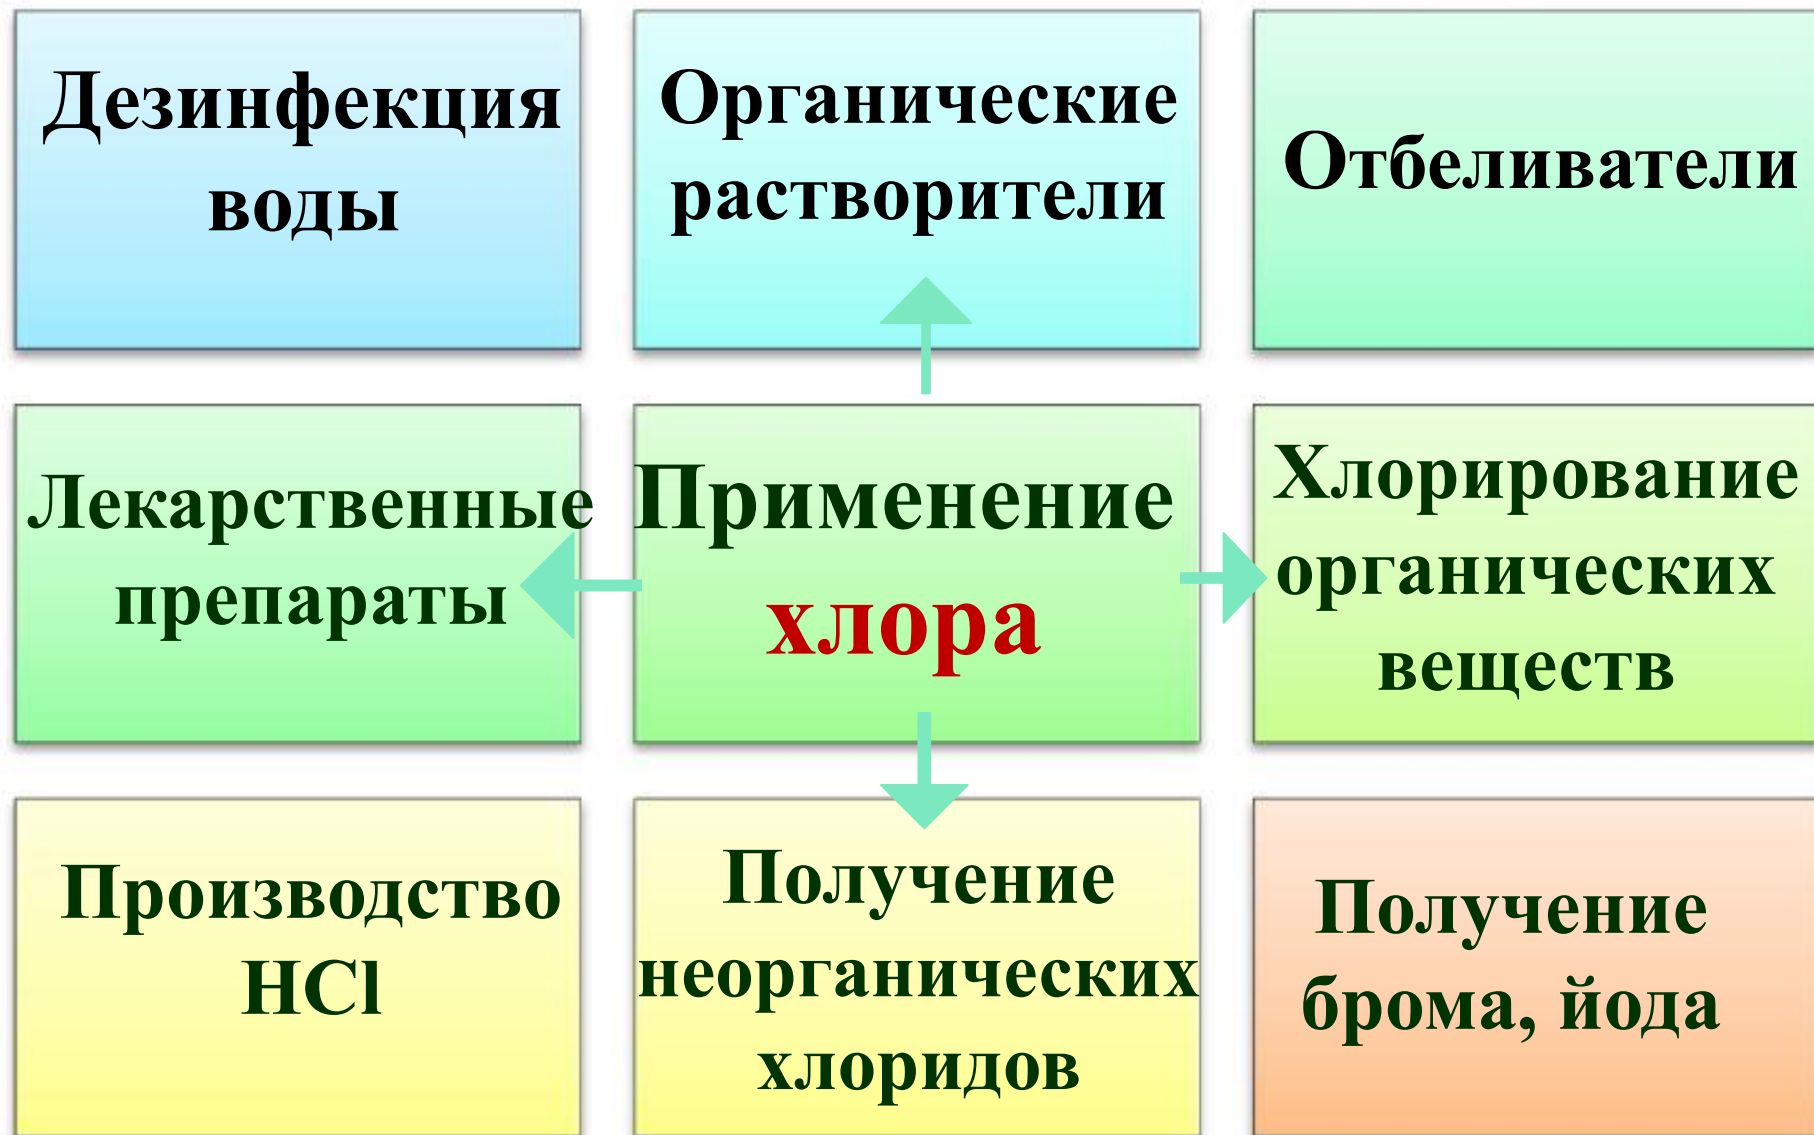 Дезинфекция
воды
Органические
растворители
Отбеливатели
Лекарственные
препараты
Применение
хлора
Хлорирование
органических
веществ
Производство
HCl
Получение
неорганических
хлоридов
Получение
брома, йода